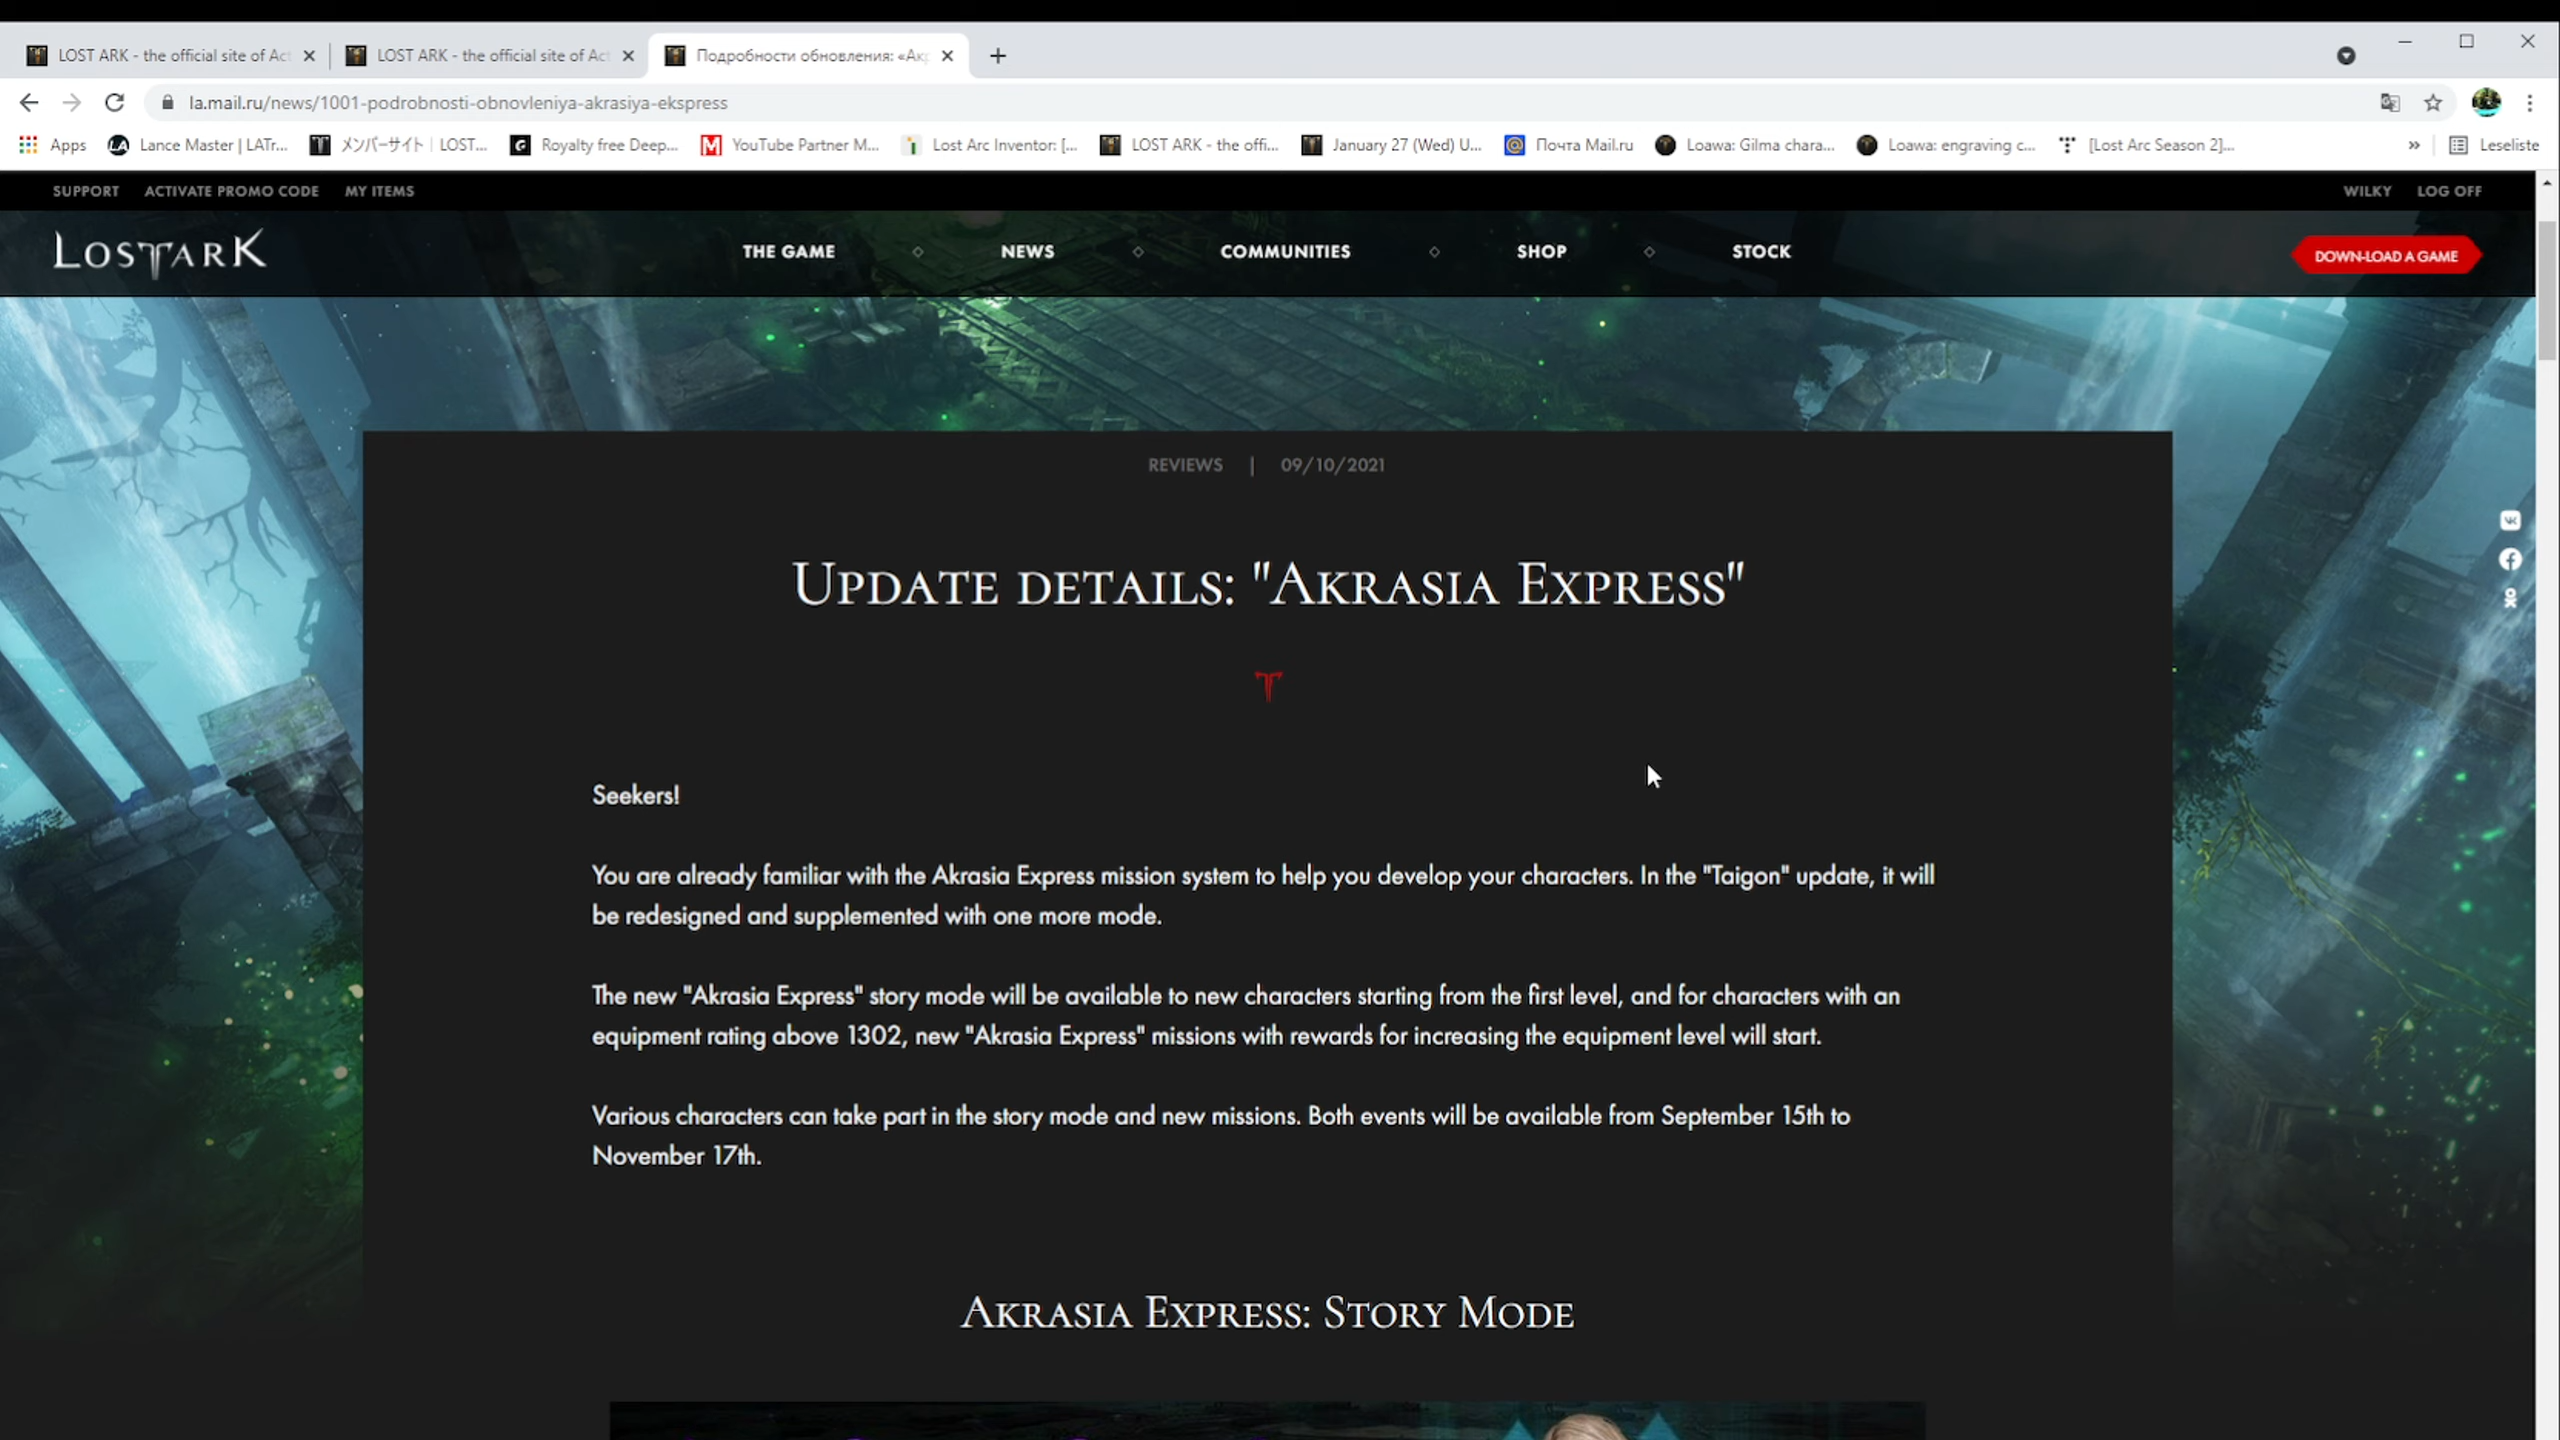 LOST ARK - the official site of Act
LOST ARK - the official site of Act
Подробности обновления: «Акр
la.mail.ru/news/1001-podrobnosti-obnovleniya-akrasiya-ekspress
Apps
Lance Master | LATr...
メンバーサイト | LOST...
Royalty free Deep...
YouTube Partner M...
Lost Arc Inventor: [...
LOST ARK - the offi...
January 27 (Wed) U...
Почта Mail.ru
Loawa: Gilma chara...
Loawa: engraving c...
[Lost Arc Season 2]...
»
Leseliste
SUPPORT ACTIVATE PROMO CODE MY ITEMS
WILKY LOG OFF
LOST ARK
THE GAME
NEWS
COMMUNITIES
SHOP
STOCK
DOWN-LOAD A GAME
REVIEWS | 09/10/2021
UPDATE DETAILS: "AKRASIA EXPRESS"
Seekers!
You are already familiar with the Akrasia Express mission system to help you develop your characters. In the "Taigon" update, it will
be redesigned and supplemented with one more mode.
The new "Akrasia Express" story mode will be available to new characters starting from the first level, and for characters with an
equipment rating above 1302, new "Akrasia Express" missions with rewards for increasing the equipment level will start.
Various characters can take part in the story mode and new missions. Both events will be available from September 15th to
November 17th.
AKRASIA EXPRESS: STORY MODE